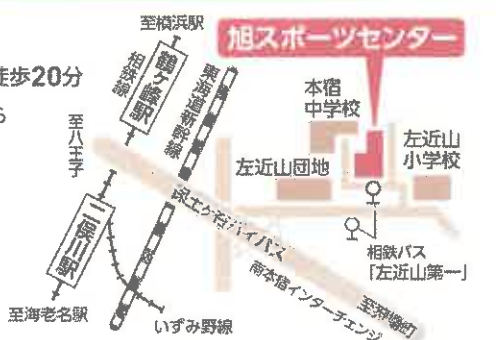 至横浜駅
旭スポーツセンター
徒歩20分
鶴ヶ峰駅
相鉄線
東海道新幹線
本宿
中学校
至八王子
左近山
小学校
左近山団地
保土ヶ谷バイパス
二俣川駅
相鉄バス
「左近山第一」
南本宿インターチェンジ
至狩場町
至海老名駅
いずみ野線